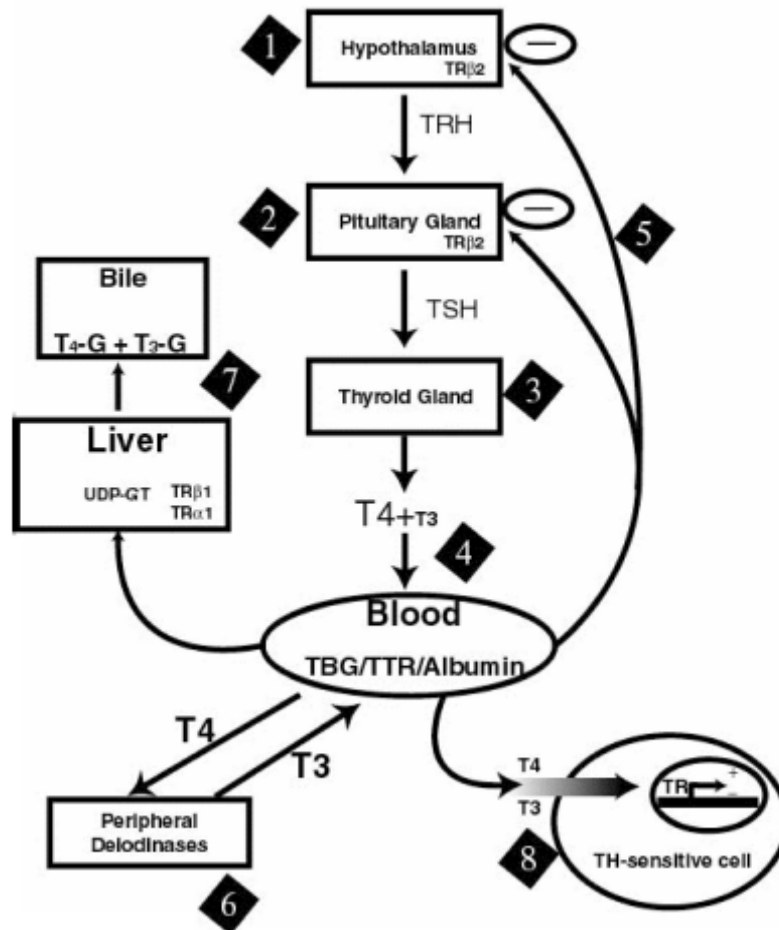 1
Hypothalamus
TRβ2
—
TRH
2
Pituitary Gland
TRβ2
—
5
TSH
Bile
T4-G + T3-G
7
3
Thyroid Gland
Liver
UDP-GT
TRβ1
TRα1
T4+T3
4
Blood
TBG/TTR/Albumin
T4
T3
Peripheral
Delodinases
6
T4
T3
TR
+
–
8
TH-sensitive cell